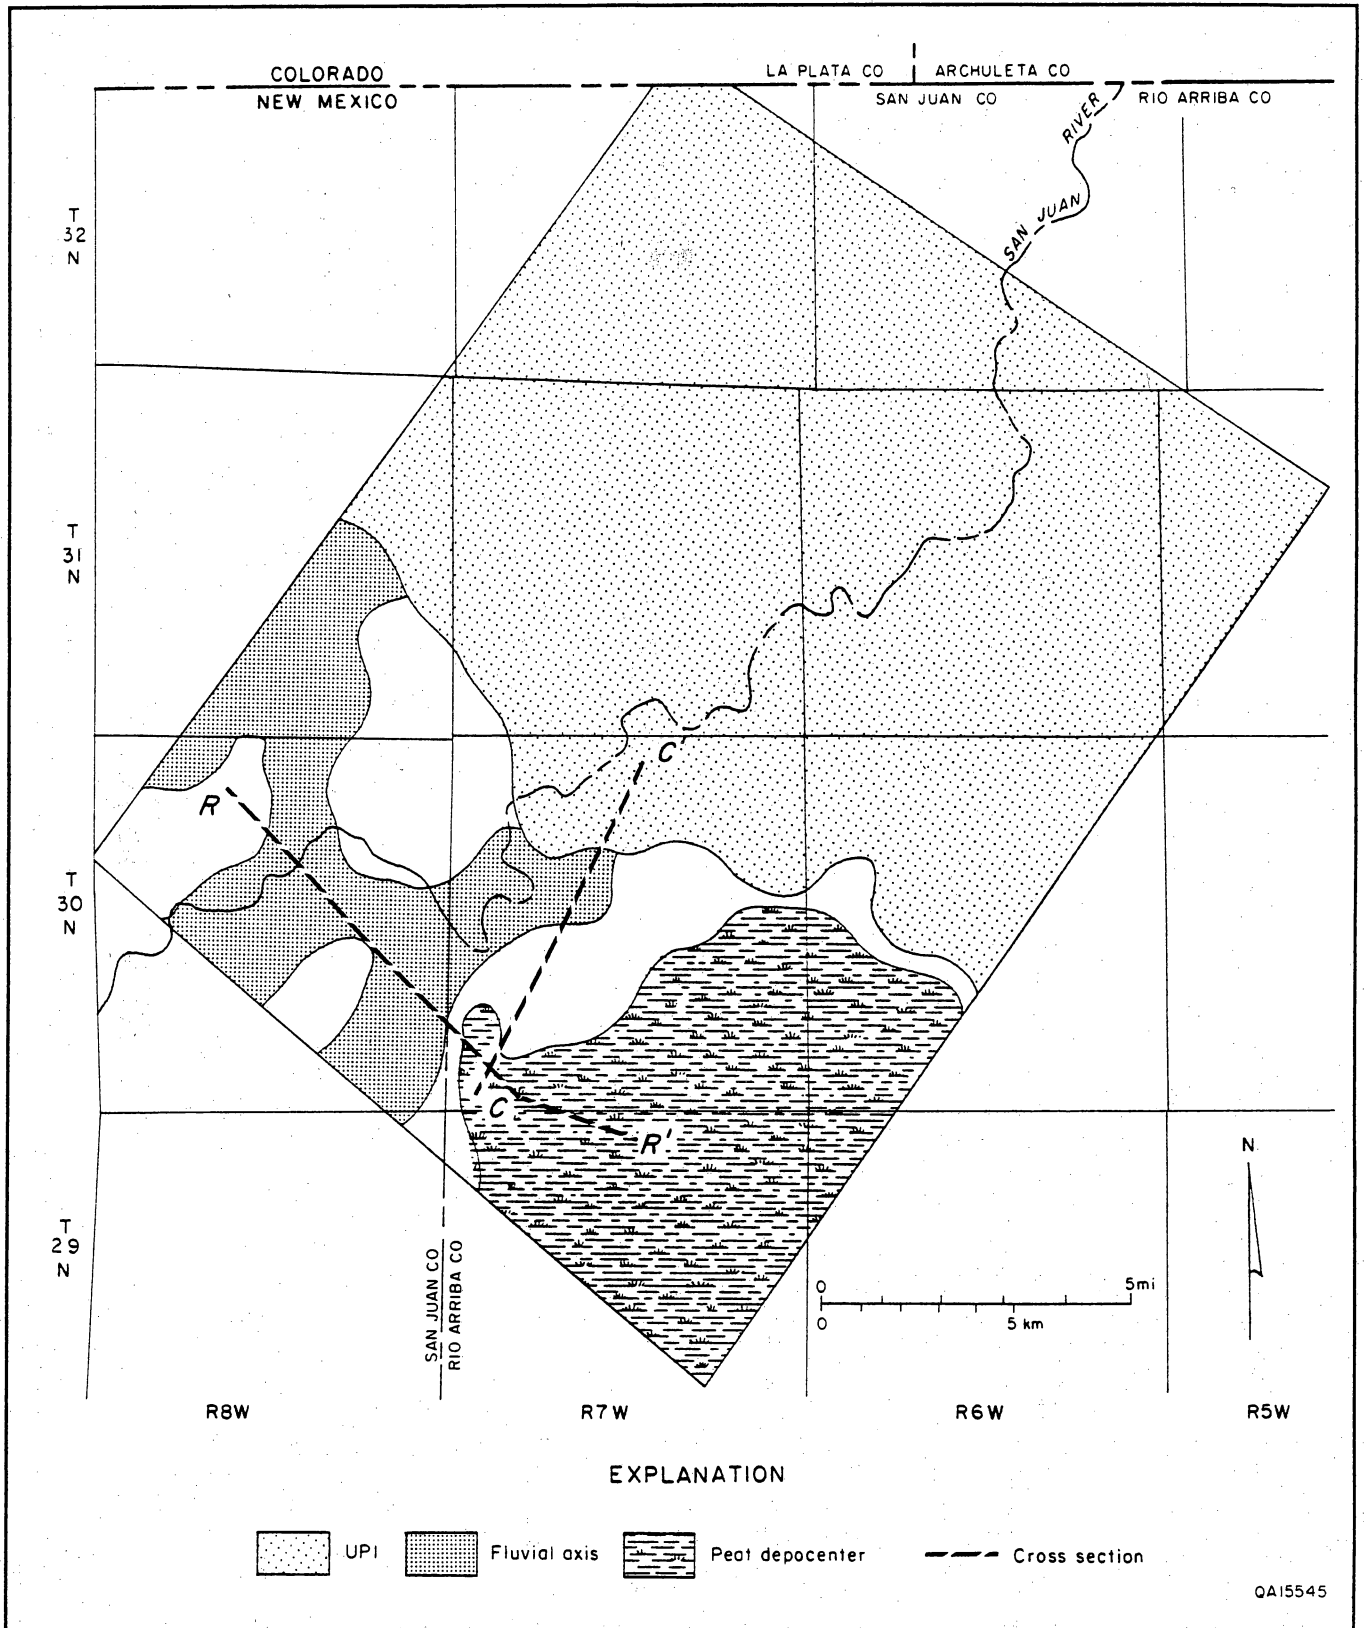 COLORADO
NEW MEXICO
LA PLATA CO
ARCHULETA CO
SAN JUAN CO
RIO ARRIBA CO
SAN JUAN RIVER
T
32
N
T
31
N
T
30
N
T
29
N
C'
R
C
R'
N
SAN JUAN CO
RIO ARRIBA CO
0 5mi
0 5 km
R8W R7W R6W R5W
EXPLANATION
UPI
Fluvial axis
Peat depocenter
Cross section
QA15545